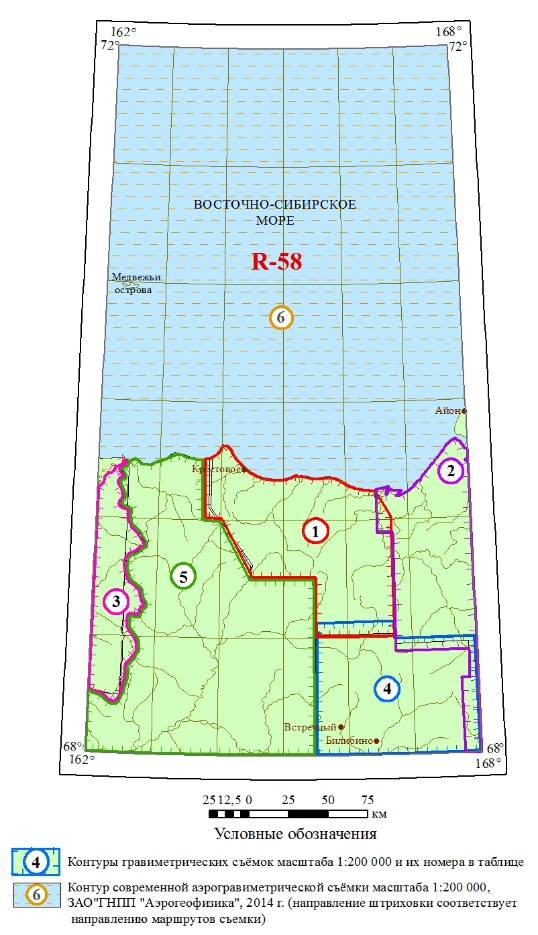 162° 168°
72° 72°
ВОСТОЧНО-СИБИРСКОЕ
МОРЕ
R-58
Медвежьи
острова
6
Айон
2
Крестовое
1
5
3
4
Встречный
Билибино
68° 68°
162° 168°
25 12,5 0 25 50 75
км
Условные обозначения
4 Контуры гравиметрических съёмок масштаба 1:200 000 и их номера в таблице
6 Контур современной аэрогравиметрической съёмки масштаба 1:200 000,
ЗАО"ГНПП "Аэрогеофизика", 2014 г. (направление штриховки соответствует
направлению маршрутов съемки)